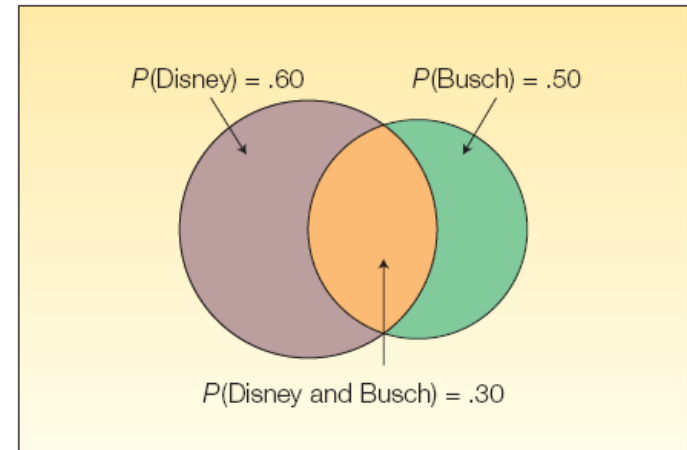 P(Disney) = .60
P(Busch) = .50
P(Disney and Busch) = .30